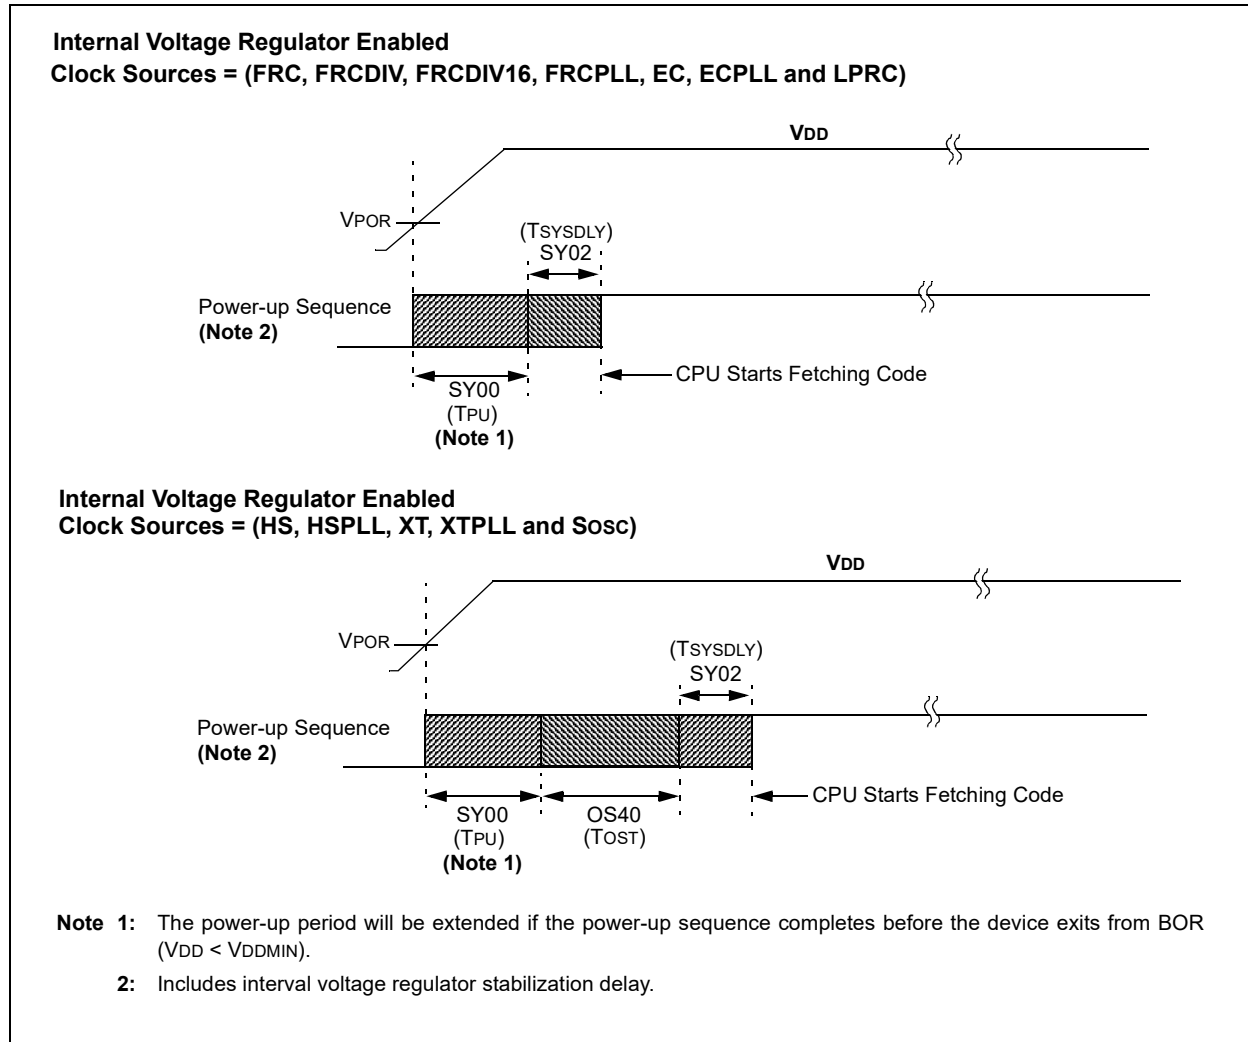 Internal Voltage Regulator Enabled
Clock Sources = (FRC, FRCDIV, FRCDIV16, FRCPLL, EC, ECPLL and LPRC)
VDD
VPOR
(TSYSDLY)
SY02
Power-up Sequence
(Note 2)
CPU Starts Fetching Code
SY00
(TPU)
(Note 1)
Internal Voltage Regulator Enabled
Clock Sources = (HS, HSPLL, XT, XTPLL and SOSC)
VDD
VPOR
(TSYSDLY)
SY02
Power-up Sequence
(Note 2)
CPU Starts Fetching Code
SY00
(TPU)
(Note 1)
OS40
(TOST)
Note 1: The power-up period will be extended if the power-up sequence completes before the device exits from BOR
(VDD < VDDMIN).
2: Includes interval voltage regulator stabilization delay.